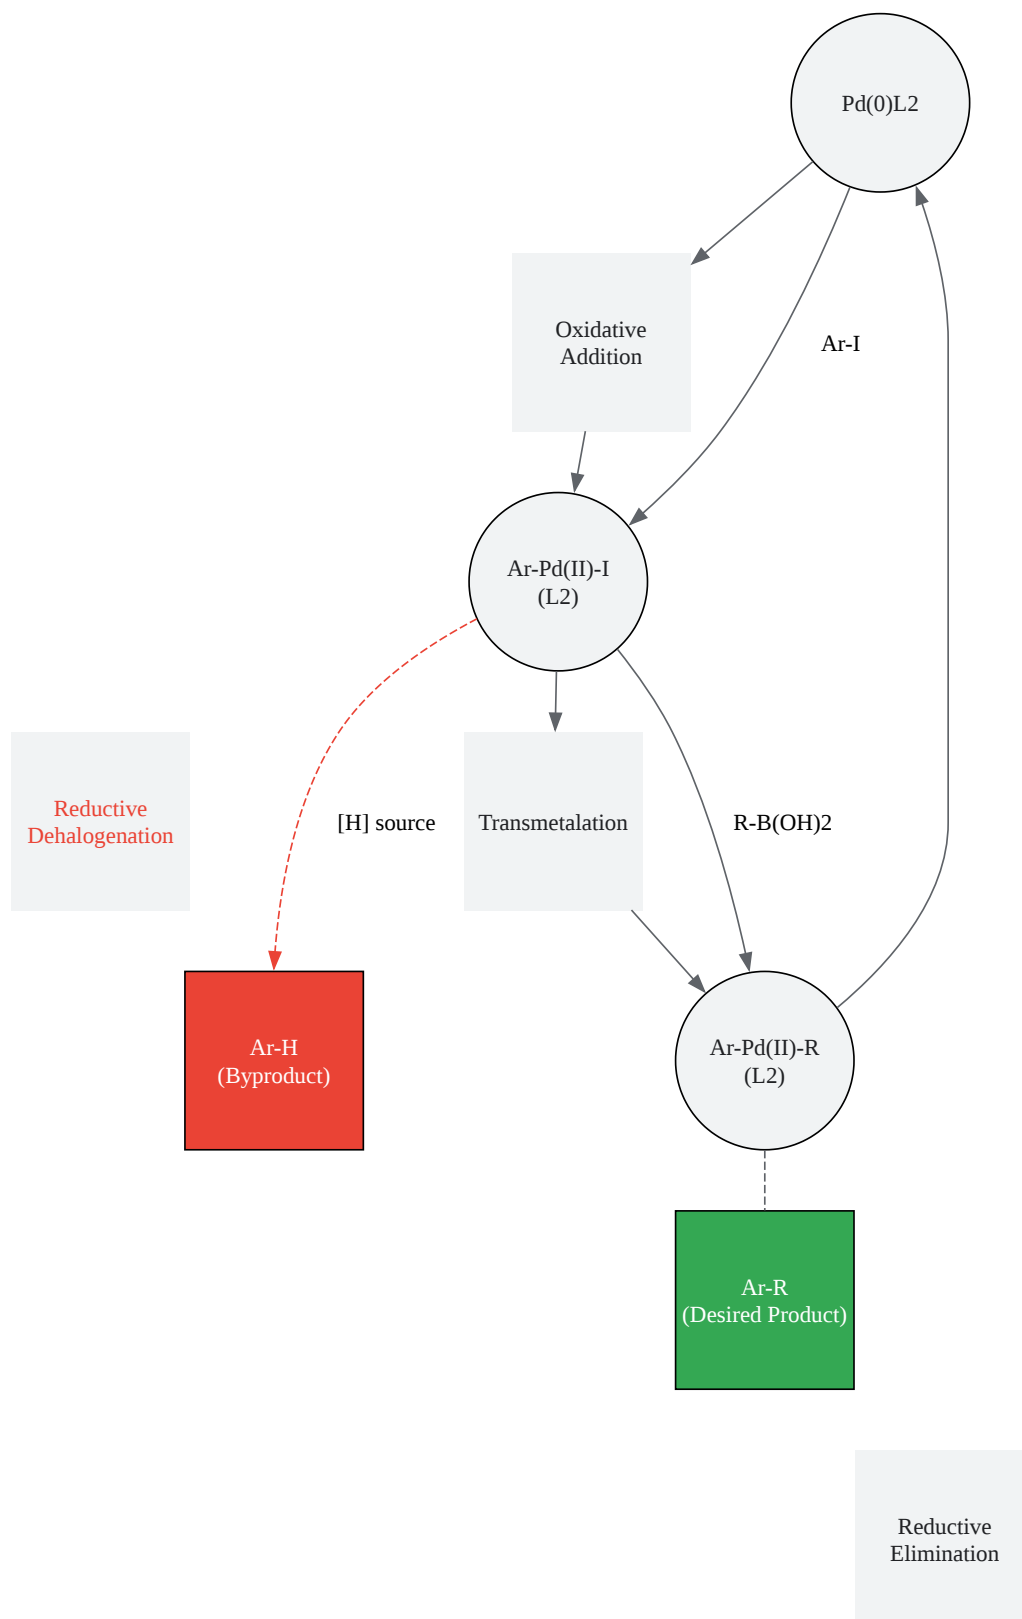 Pd(0)L2
Oxidative
Addition
Ar-I
Ar-Pd(II)-I
(L2)
Reductive
Dehalogenation
[H] source
Transmetalation
R-B(OH)2
Ar-H
(Byproduct)
Ar-Pd(II)-R
(L2)
Ar-R
(Desired Product)
Reductive
Elimination